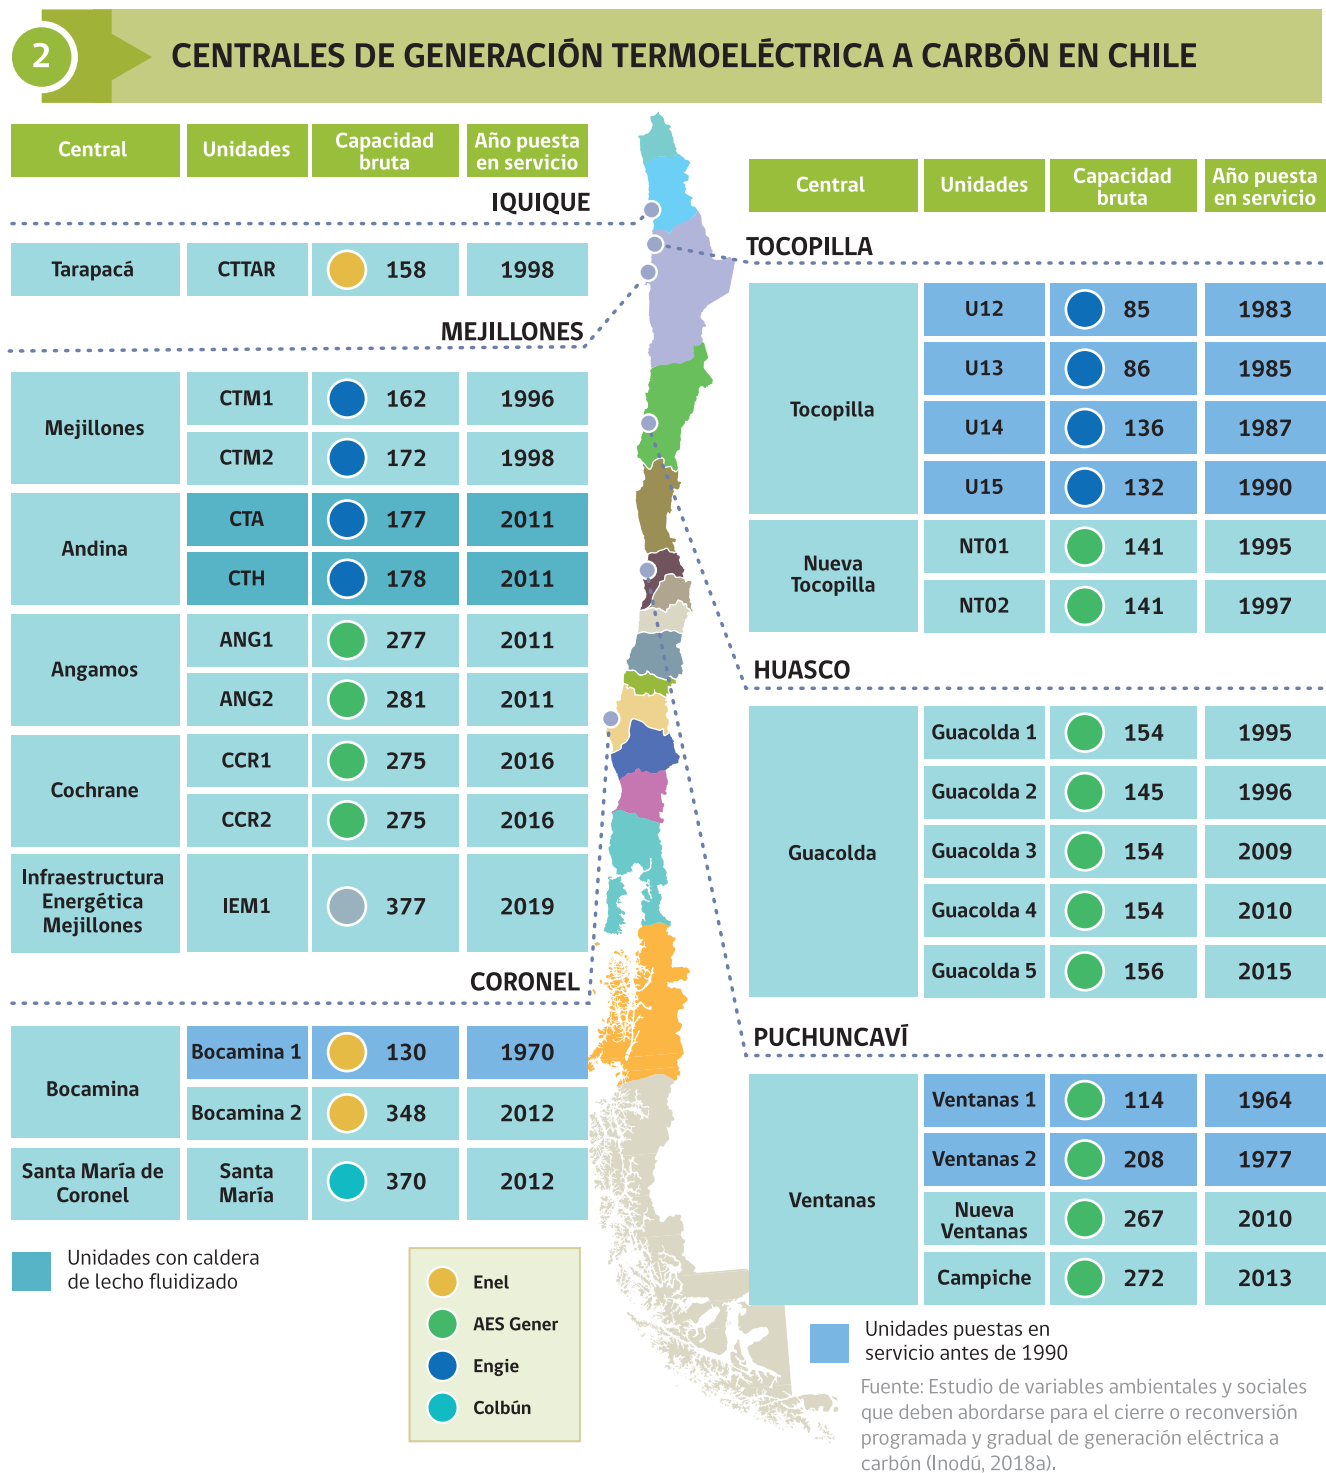 2
CENTRALES DE GENERACIÓN TERMOELÉCTRICA A CARBÓN EN CHILE
Central Unidades Capacidad bruta Año puesta en servicio
IQUIQUE
Tarapacá CTTAR 158 1998
MEJILLONES
Mejillones
CTM1 162 1996
CTM2 172 1998
Andina
CTA 177 2011
CTH 178 2011
Angamos
ANG1 277 2011
ANG2 281 2011
Cochrane
CCR1 275 2016
CCR2 275 2016
Infraestructura
Energética
Mejillones
IEM1 377 2019
CORONEL
Bocamina
Bocamina 1 130 1970
Bocamina 2 348 2012
Santa María de
Coronel
Santa
María
370 2012
Unidades con caldera
de lecho fluidizado
Enel
AES Gener
Engie
Colbún
Central Unidades Capacidad bruta Año puesta en servicio
TOCOPILLA
Tocopilla
U12 85 1983
U13 86 1985
U14 136 1987
U15 132 1990
Nueva
Tocopilla
NT01 141 1995
NT02 141 1997
HUASCO
Guacolda
Guacolda 1 154 1995
Guacolda 2 145 1996
Guacolda 3 154 2009
Guacolda 4 154 2010
Guacolda 5 156 2015
PUCHUNCAVÍ
Ventanas
Ventanas 1 114 1964
Ventanas 2 208 1977
Nueva
Ventanas
267 2010
Campiche 272 2013
Unidades puestas en
servicio antes de 1990
Fuente: Estudio de variables ambientales y sociales
que deben abordarse para el cierre o reconversión
programada y gradual de generación eléctrica a
carbón (Inodú, 2018a).